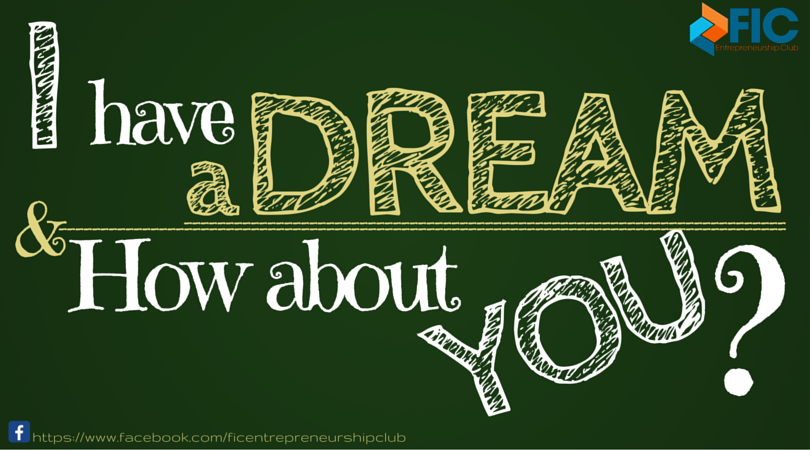 FIC
Entrepreneurship Club
I have
a DREAM
&
How about
YOU?
https://www.facebook.com/ficentrepreneurshipclub